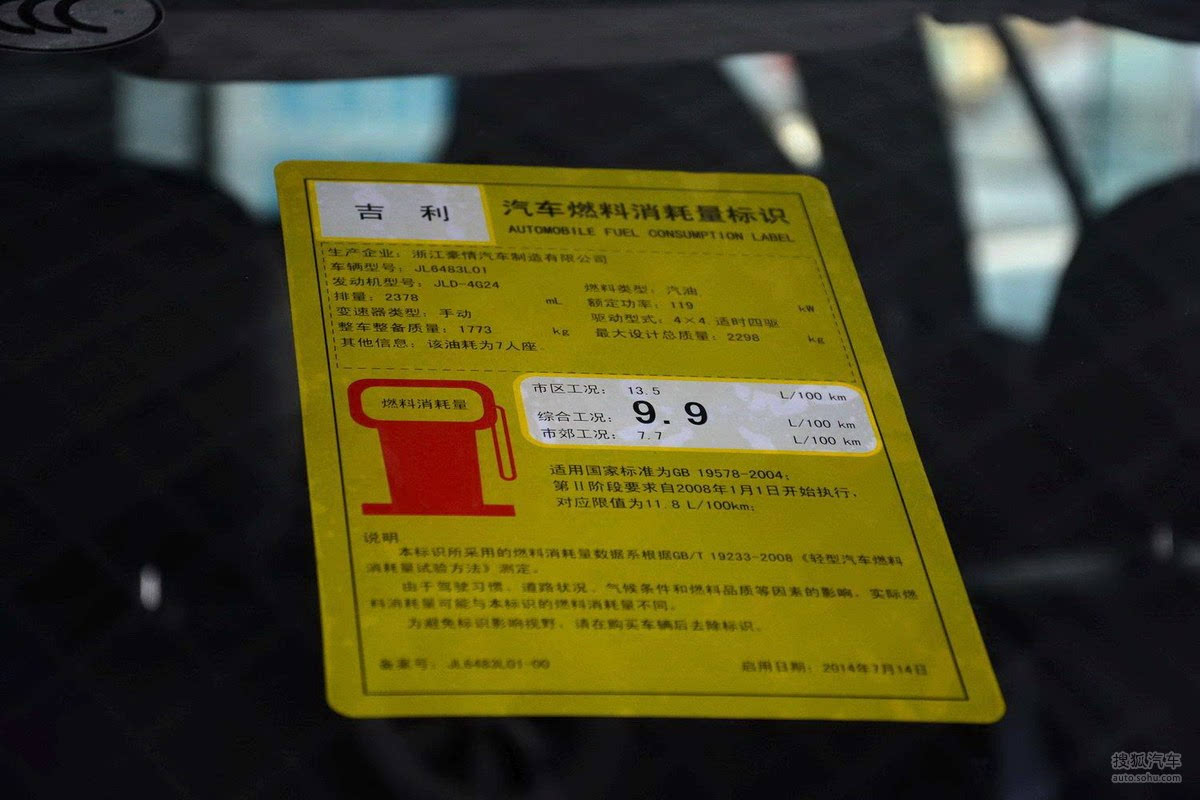 吉 利
汽车燃料消耗量标识
AUTOMOBILE FUEL CONSUMPTION LABEL
生产企业: 浙江豪情汽车制造有限公司
车辆型号: JL6483L01
发动机型号: JLD-4G24
燃料类型: 汽油
排量: 2378 mL
额定功率: 119 kW
变速器类型: 手动
驱动型式: 4×4,适时四驱
整车整备质量: 1773 kg
最大设计总质量: 2298 kg
其他信息: 该油耗为7人座.
燃料消耗量
市区工况: 13.5 L/100 km
综合工况: 9.9 L/100 km
市郊工况: 7.7 L/100 km
适用国家标准为GB 19578-2004;
第II阶段要求自2008年1月1日开始执行,
对应限值为11.8 L/100km;
说明
本标识所采用的燃料消耗量数据系根据GB/T 19233-2008《轻型汽车燃料
消耗量试验方法》测定。
由于驾驶习惯、道路状况、气候条件和燃料品质等因素的影响,实际燃
料消耗量可能与本标识的燃料消耗量不同。
为避免标识影响视野,请在购买车辆后去除标识。
备案号: JL6483L01-00
启用日期: 2014年7月14日
搜狐汽车
auto.sohu.com